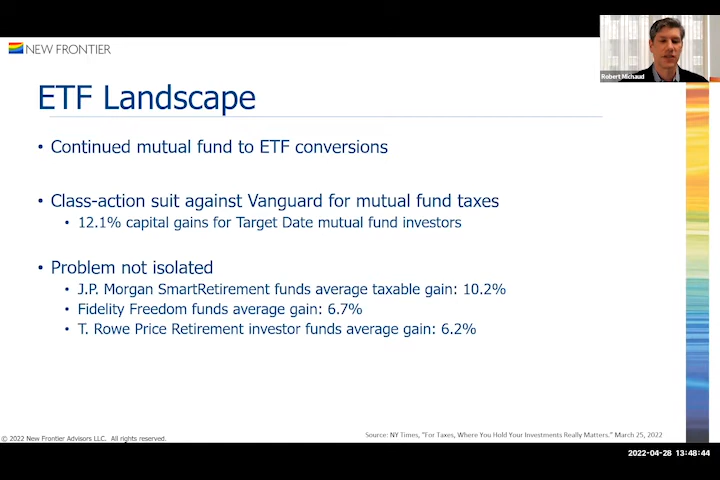 NEW FRONTIER
Robert Michaud
ETF Landscape
• Continued mutual fund to ETF conversions
• Class-action suit against Vanguard for mutual fund taxes
• 12.1% capital gains for Target Date mutual fund investors
• Problem not isolated
• J.P. Morgan SmartRetirement funds average taxable gain: 10.2%
• Fidelity Freedom funds average gain: 6.7%
• T. Rowe Price Retirement investor funds average gain: 6.2%
Source: NY Times, "For Taxes, Where You Hold Your Investments Really Matters." March 25, 2022
© 2022 New Frontier Advisors LLC. All rights reserved.
2022-04-28 13:48:44